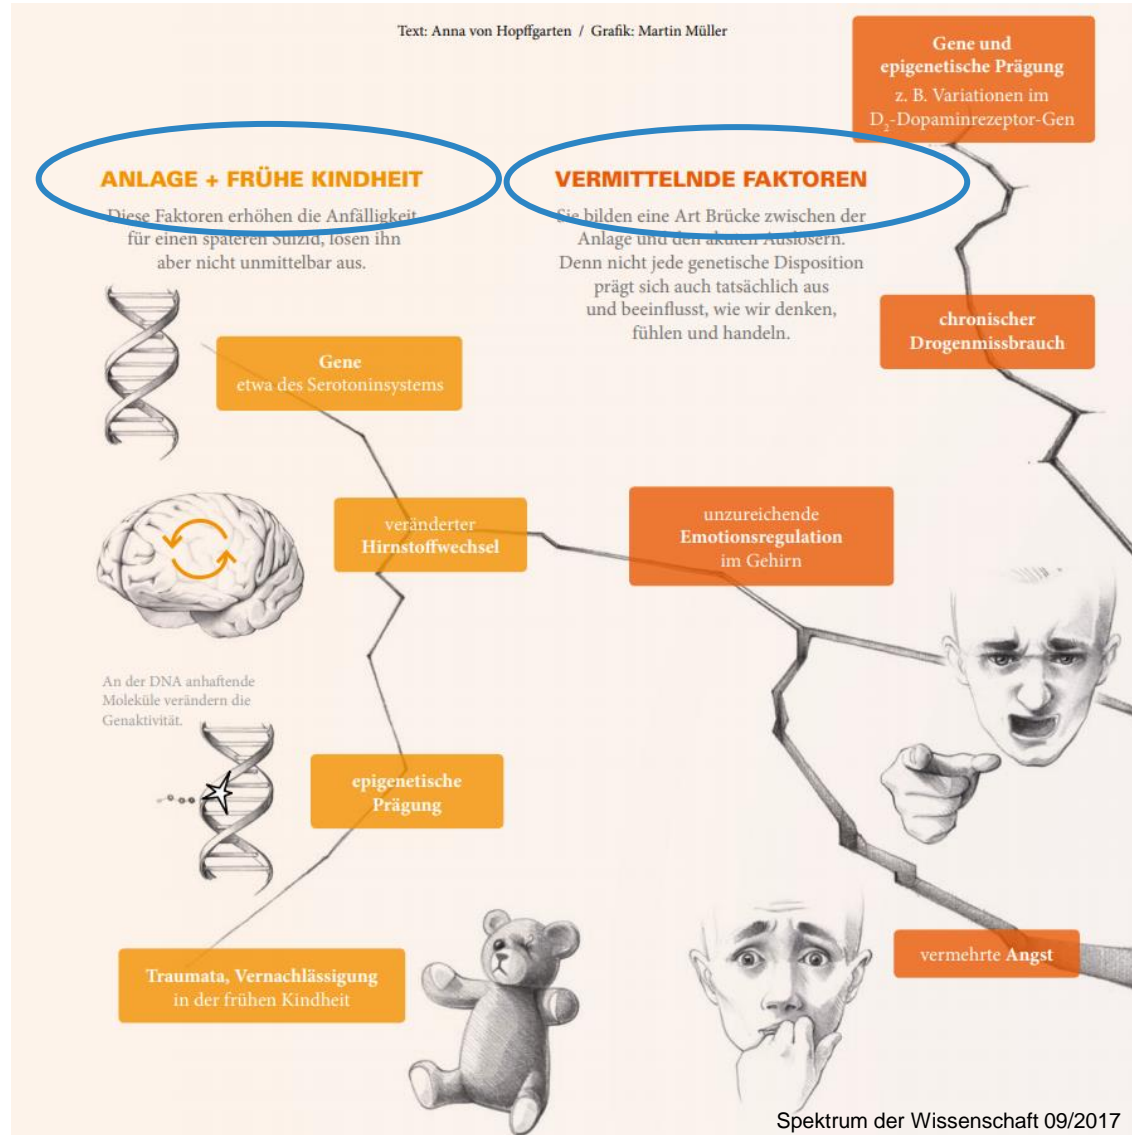 Text: Anna von Hopffgarten / Grafik: Martin Müller
Gene und
epigenetische Prägung
z. B. Variationen im
D₂-Dopaminrezeptor-Gen
ANLAGE + FRÜHE KINDHEIT
Diese Faktoren erhöhen die Anfälligkeit
für einen späteren Suizid, lösen ihn
aber nicht unmittelbar aus.
VERMITTELNDE FAKTOREN
Sie bilden eine Art Brücke zwischen der
Anlage und den akuten Auslösern.
Denn nicht jede genetische Disposition
prägt sich auch tatsächlich aus
und beeinflusst, wie wir denken,
fühlen und handeln.
chronischer
Drogenmissbrauch
Gene
etwa des Serotoninsystems
veränderter
Hirnstoffwechsel
unzureichende
Emotionsregulation
im Gehirn
An der DNA anhaftende
Moleküle verändern die
Genaktivität.
epigenetische
Prägung
Traumata, Vernachlässigung
in der frühen Kindheit
vermehrte Angst
Spektrum der Wissenschaft 09/2017